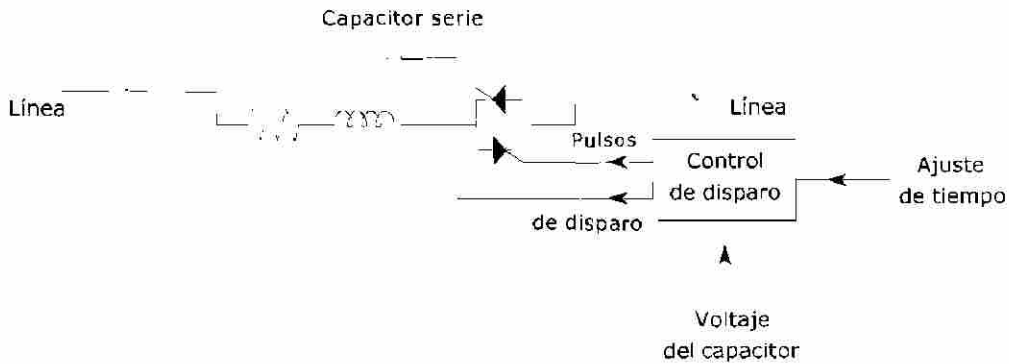 Capacitor serie
Línea
Línea
Pulsos
Control
de disparo
Ajuste
de tiempo
de disparo
Voltaje
del capacitor